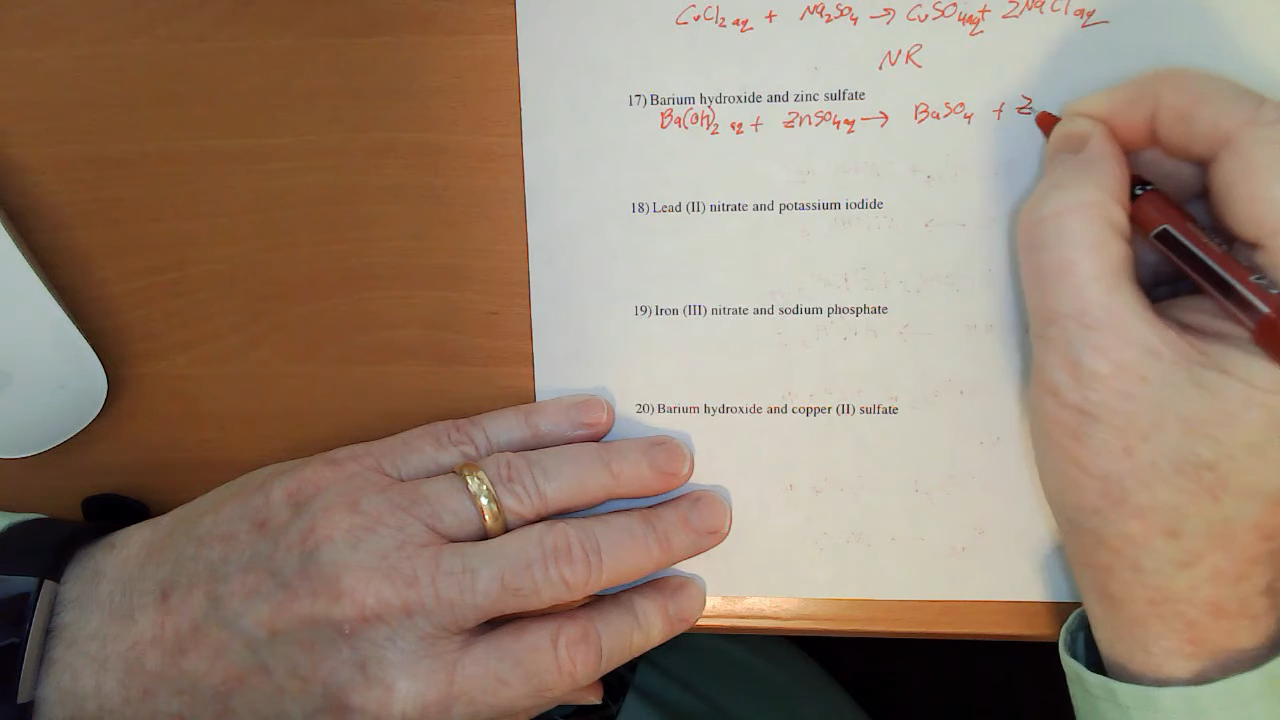 CuCl₂ aq + Na₂SO₄ → CuSO₄aq + 2NaCl aq
NR
17) Barium hydroxide and zinc sulfate
Ba(OH)₂ aq + ZnSO₄ aq → BaSO₄ + Z
18) Lead (II) nitrate and potassium iodide
19) Iron (III) nitrate and sodium phosphate
20) Barium hydroxide and copper (II) sulfate